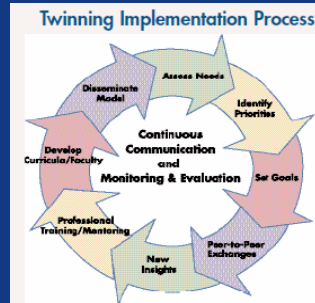 Twinning Implementation Process
Assess Needs
Identify
Priorities
Set Goals
Peer-to-Peer
Exchanges
New
Insights
Professional
Training/Mentoring
Develop
Curricula/Faculty
Disseminate
Model
Continuous
Communication
and
Monitoring & Evaluation